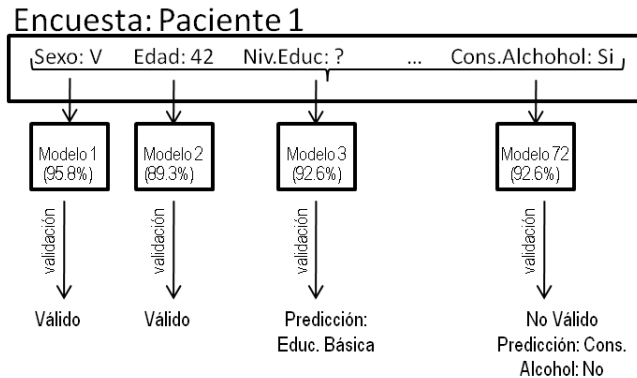 Encuesta: Paciente 1
Sexo: V Edad: 42 Niv.Educ: ? ... Cons.Alchohol: Si
Modelo 1 Modelo 2 Modelo 3 Modelo 72
(95.8%) (89.3%) (92.6%) (92.6%)
validación validación validación validación
Válido Válido Predicción: No Válido
Educ. Básica Predicción: Cons.
Alcohol: No